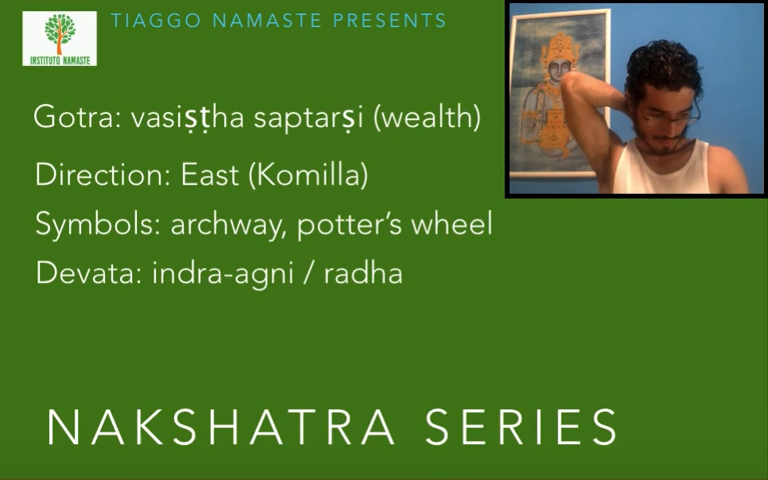 INSTITUTO NAMASTE
TIAGGO NAMASTE PRESENTS
Gotra: vasiṣṭha saptarṣi (wealth)
Direction: East (Komilla)
Symbols: archway, potter's wheel
Devata: indra-agni / radha
NAKSHATRA SERIES